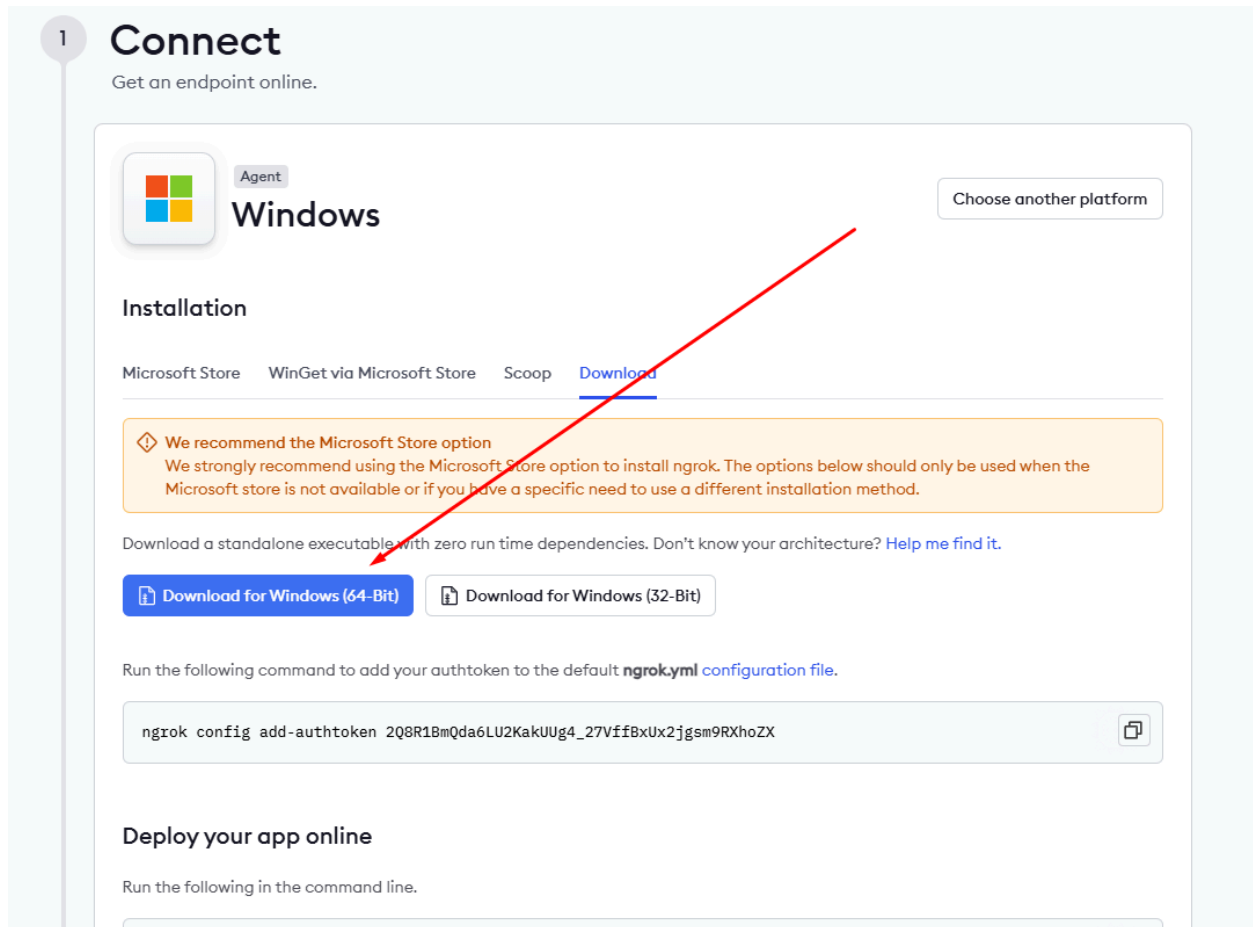 1
Connect
Get an endpoint online.
Agent
Windows
Choose another platform
Installation
Microsoft Store WinGet via Microsoft Store Scoop Download
We recommend the Microsoft Store option
We strongly recommend using the Microsoft Store option to install ngrok. The options below should only be used when the
Microsoft store is not available or if you have a specific need to use a different installation method.
Download a standalone executable with zero run time dependencies. Don't know your architecture? Help me find it.
Download for Windows (64-Bit) Download for Windows (32-Bit)
Run the following command to add your authtoken to the default ngrok.yml configuration file.
ngrok config add-authtoken 2Q8R1BmQda6LU2KakUUg4_27VffBxUx2jgsm9RXhoZX
Deploy your app online
Run the following in the command line.